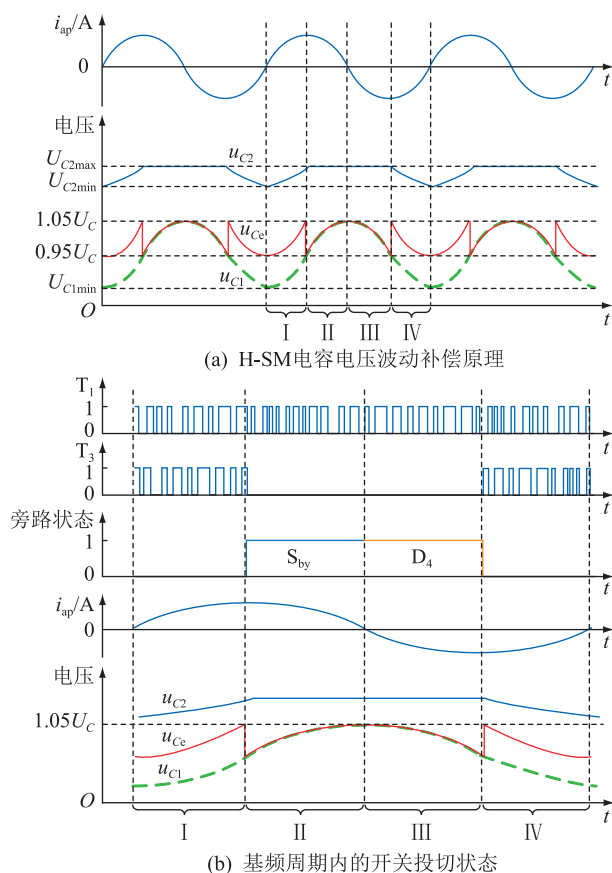 i_ap/A
0
t
电压
U_C2max
u_C2
U_C2min
1.05U_C
u_Ce
0.95U_C
u_C1
U_C1min
O
t
I II III IV
(a) H-SM电容电压波动补偿原理
T_1
1
0
t
T_3
1
0
t
旁路状态
1
S_by D_4
0
t
i_ap/A
0
t
电压
u_C2
1.05U_C
u_Ce
u_C1
O
t
I II III IV
(b) 基频周期内的开关投切状态